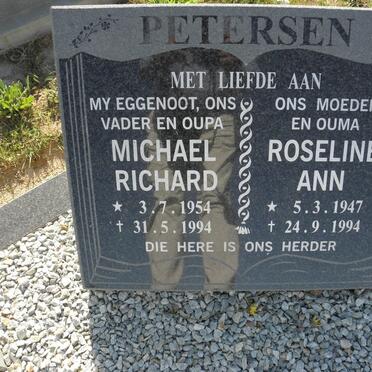 PETERSEN
MET LIEFDE AAN
MY EGGENOOT, ONS
VADER EN OUPA
MICHAEL
RICHARD
★ 3.7.1954
† 31.5.1994
ONS MOEDER
EN OUMA
ROSELINE
ANN
★ 5.3.1947
† 24.9.1994
DIE HERE IS ONS HERDER